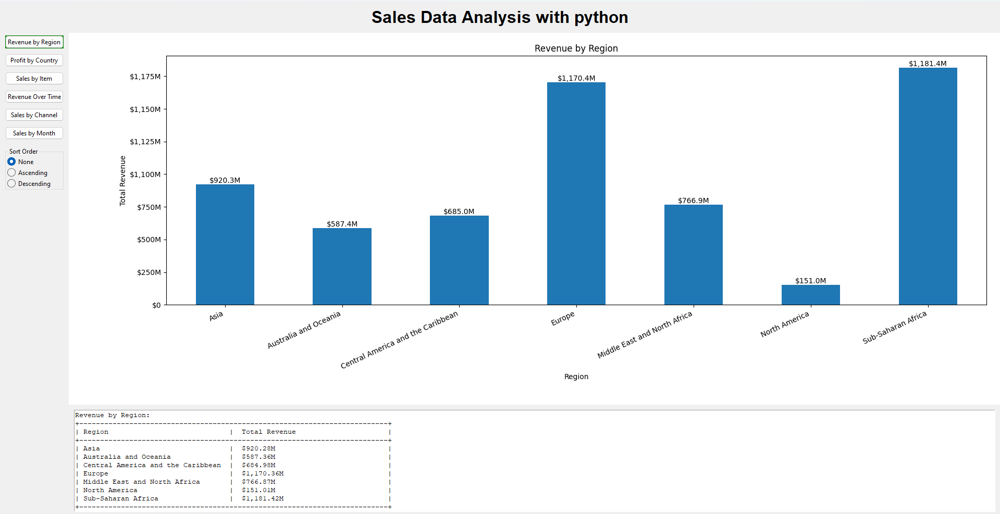 Sales Data Analysis with python
Revenue by Region
Profit by Country
Sales by Item
Revenue Over Time
Sales by Channel
Sales by Month
Sort Order
None
Ascending
Descending
Revenue by Region
Total Revenue
$1,175M
$1,150M
$1,125M
$1,100M
$750M
$500M
$250M
$0
$920.3M
$587.4M
$685.0M
$1,170.4M
$766.9M
$151.0M
$1,181.4M
Asia
Australia and Oceania
Central America and the Caribbean
Europe
Middle East and North Africa
North America
Sub-Saharan Africa
Region
Revenue by Region:
+--------------------------------------------------------------------------+
| Region                             |  Total Revenue                      |
+--------------------------------------------------------------------------+
| Asia                               |  $920.28M                           |
| Australia and Oceania              |  $587.36M                           |
| Central America and the Caribbean  |  $684.98M                           |
| Europe                             |  $1,170.36M                         |
| Middle East and North Africa       |  $766.87M                           |
| North America                      |  $151.01M                           |
| Sub-Saharan Africa                 |  $1,181.42M                         |
+--------------------------------------------------------------------------+